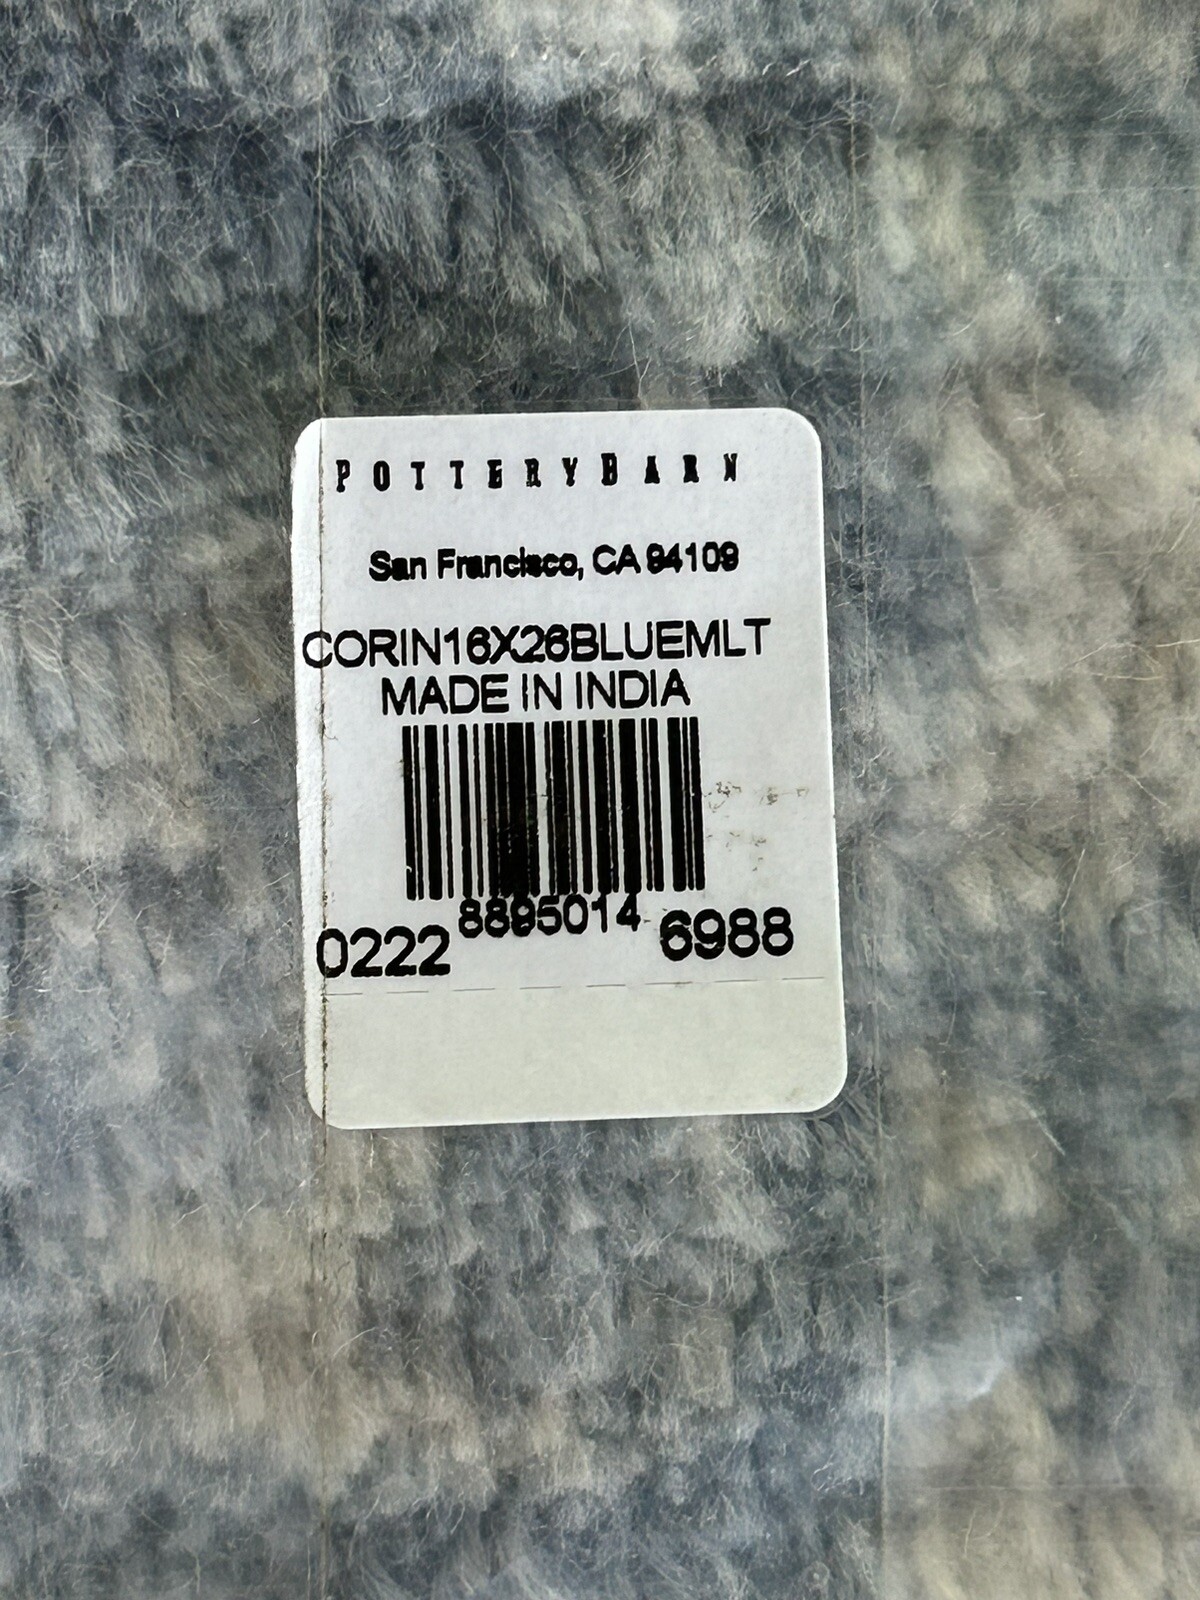 POTTERYBARN
San Francisco, CA 94109
CORIN16X26BLUEMLT
MADE IN INDIA
8895014
0222 6988